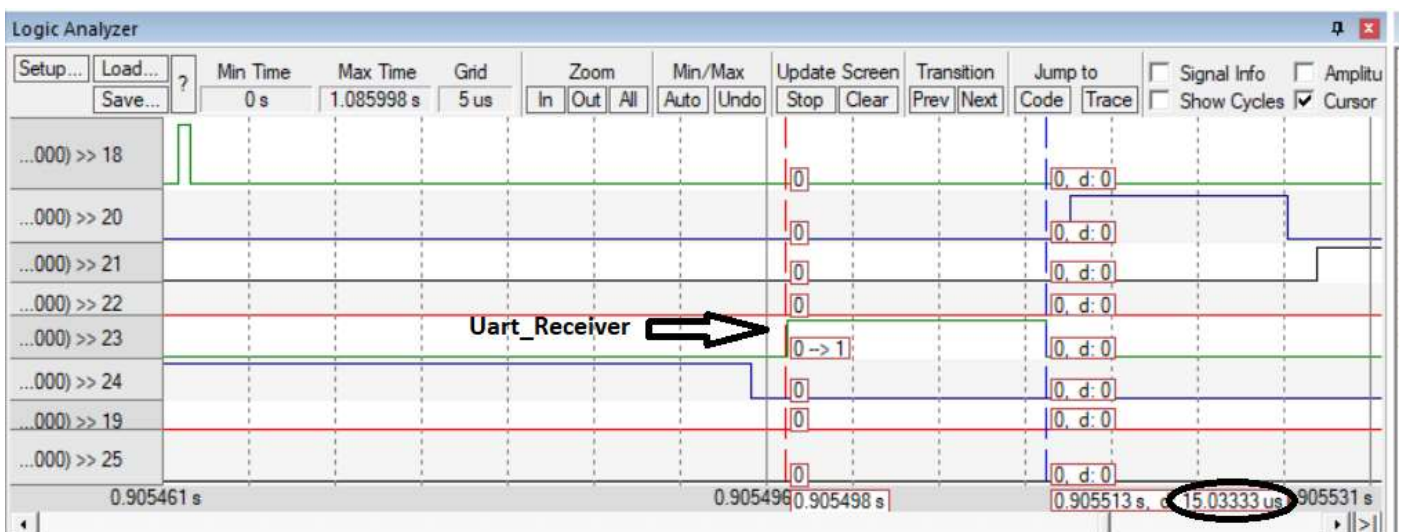 Logic Analyzer
Setup... Load... ? Min Time Max Time Grid Zoom Min/Max Update Screen Transition Jump to Signal Info Amplitu
Save... 0 s 1.085998 s 5 us In Out All Auto Undo Stop Clear Prev Next Code Trace Show Cycles Cursor
...000) >> 18
0 0, d: 0
...000) >> 20
0 0, d: 0
...000) >> 21
0 0, d: 0
...000) >> 22
0 0, d: 0
...000) >> 23
Uart_Receiver
0 --> 1 0, d: 0
...000) >> 24
0 0, d: 0
...000) >> 19
0 0, d: 0
...000) >> 25
0 0, d: 0
0.905461 s 0.905496 0.905498 s 0.905513 s, 15.03333 us 905531 s